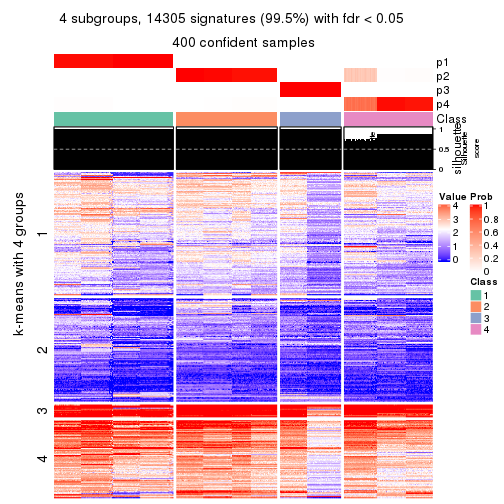 4 subgroups, 14305 signatures (99.5%) with fdr < 0.05
400 confident samples
p1
p2
p3
p4
Class
silhouette
Silhouette
score
1
0.5
0
k-means with 4 groups
1
2
3
4
Value
4
3
2
1
0
Prob
1
0.8
0.6
0.4
0.2
0
Class
1
2
3
4